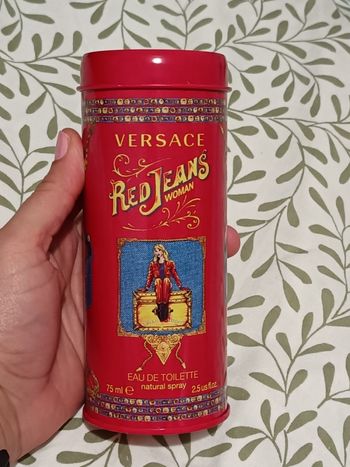 VERSACE
RED JEANS
WOMAN
EAU DE TOILETTE
natural spray
75 ml e 2.5 us fl.oz.